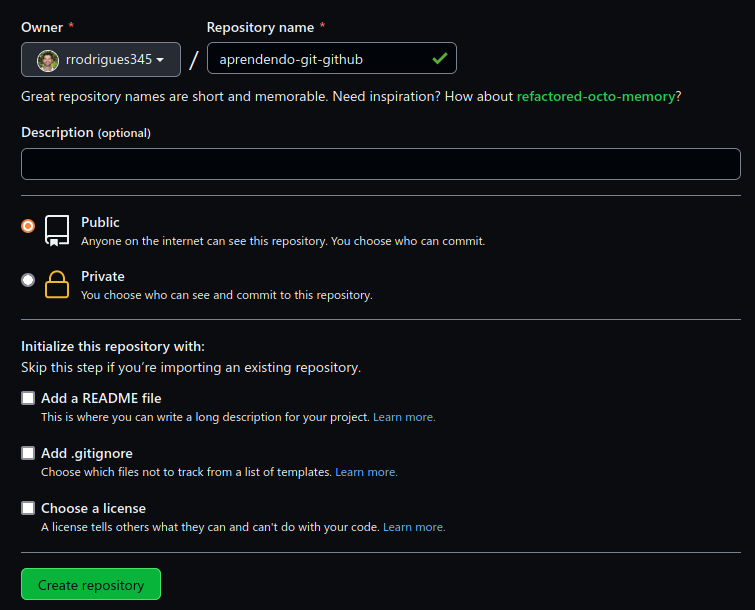 Owner *
Repository name *
rrodrigues345
/
aprendendo-git-github
Great repository names are short and memorable. Need inspiration? How about refactored-octo-memory?
Description (optional)
Public
Anyone on the internet can see this repository. You choose who can commit.
Private
You choose who can see and commit to this repository.
Initialize this repository with:
Skip this step if you’re importing an existing repository.
Add a README file
This is where you can write a long description for your project. Learn more.
Add .gitignore
Choose which files not to track from a list of templates. Learn more.
Choose a license
A license tells others what they can and can't do with your code. Learn more.
Create repository